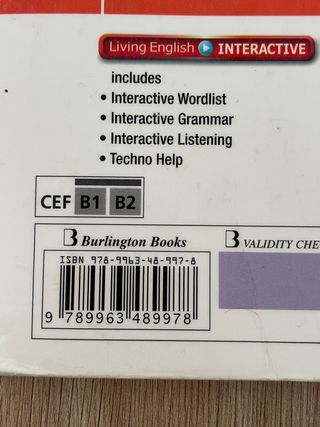 Living English INTERACTIVE
includes
• Interactive Wordlist
• Interactive Grammar
• Interactive Listening
• Techno Help
CEF B1 B2
B Burlington Books
B VALIDITY CHE
ISBN 978-9963-48-997-8
9 789963 489978